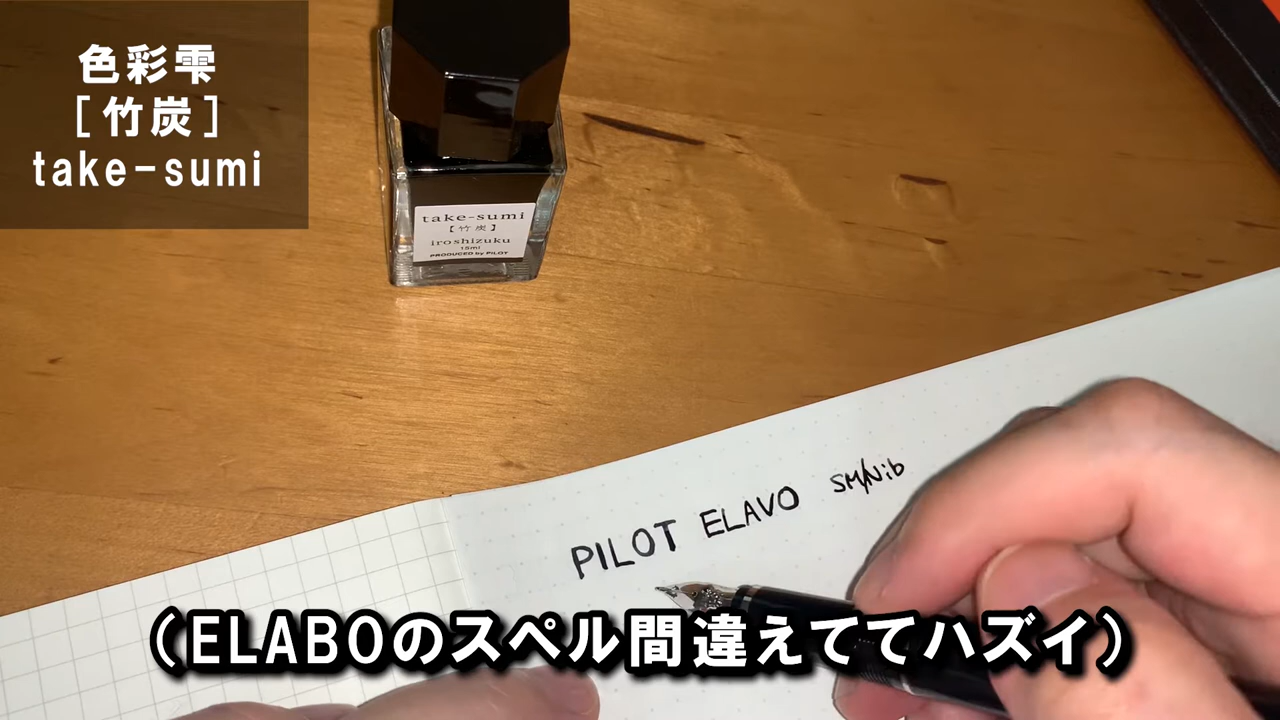 色彩雫
[竹炭]
take-sumi
take-sumi
【竹炭】
iroshizuku
15ml
PRODUCED by PILOT
PILOT ELAVO SM/Nib
(ELABOのスペル間違えててハズイ)